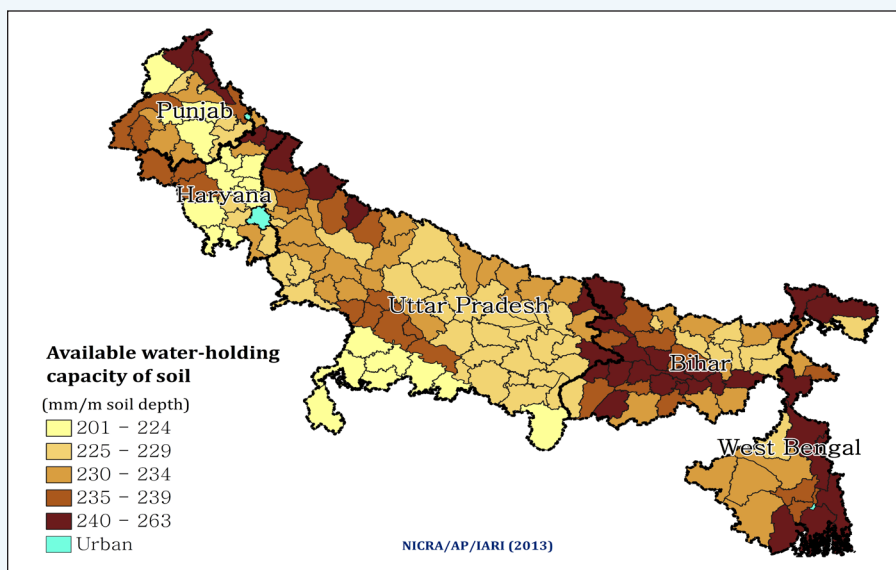 Punjab
Haryana
Uttar Pradesh
Bihar
West Bengal
Available water-holding
capacity of soil
(mm/m soil depth)
201 – 224
225 – 229
230 – 234
235 – 239
240 – 263
Urban
NICRA/AP/IARI (2013)